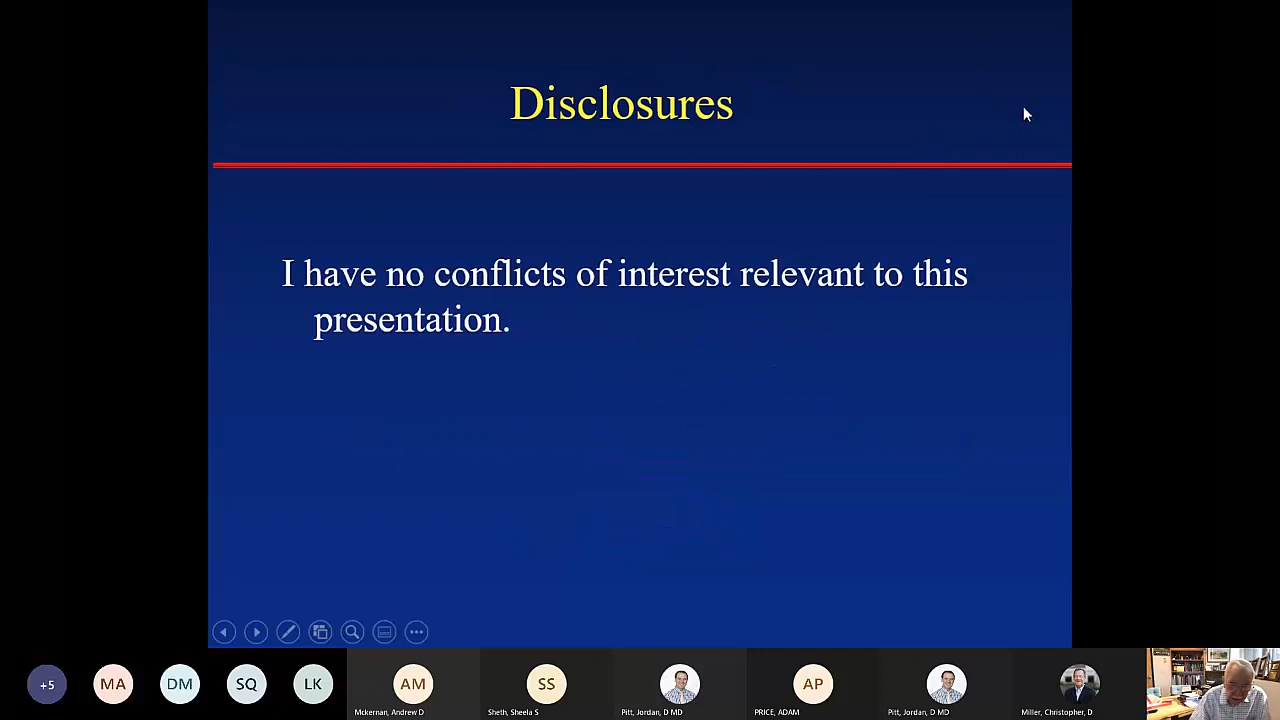 Disclosures
I have no conflicts of interest relevant to this
presentation.
+5
MA
DM
SQ
LK
AM
Mckernan, Andrew D
SS
Sheth, Sheela S
Pitt, Jordan D MD
AP
PRICE, ADAM
Pitt, Jordan D MD
Miller, Christopher, D